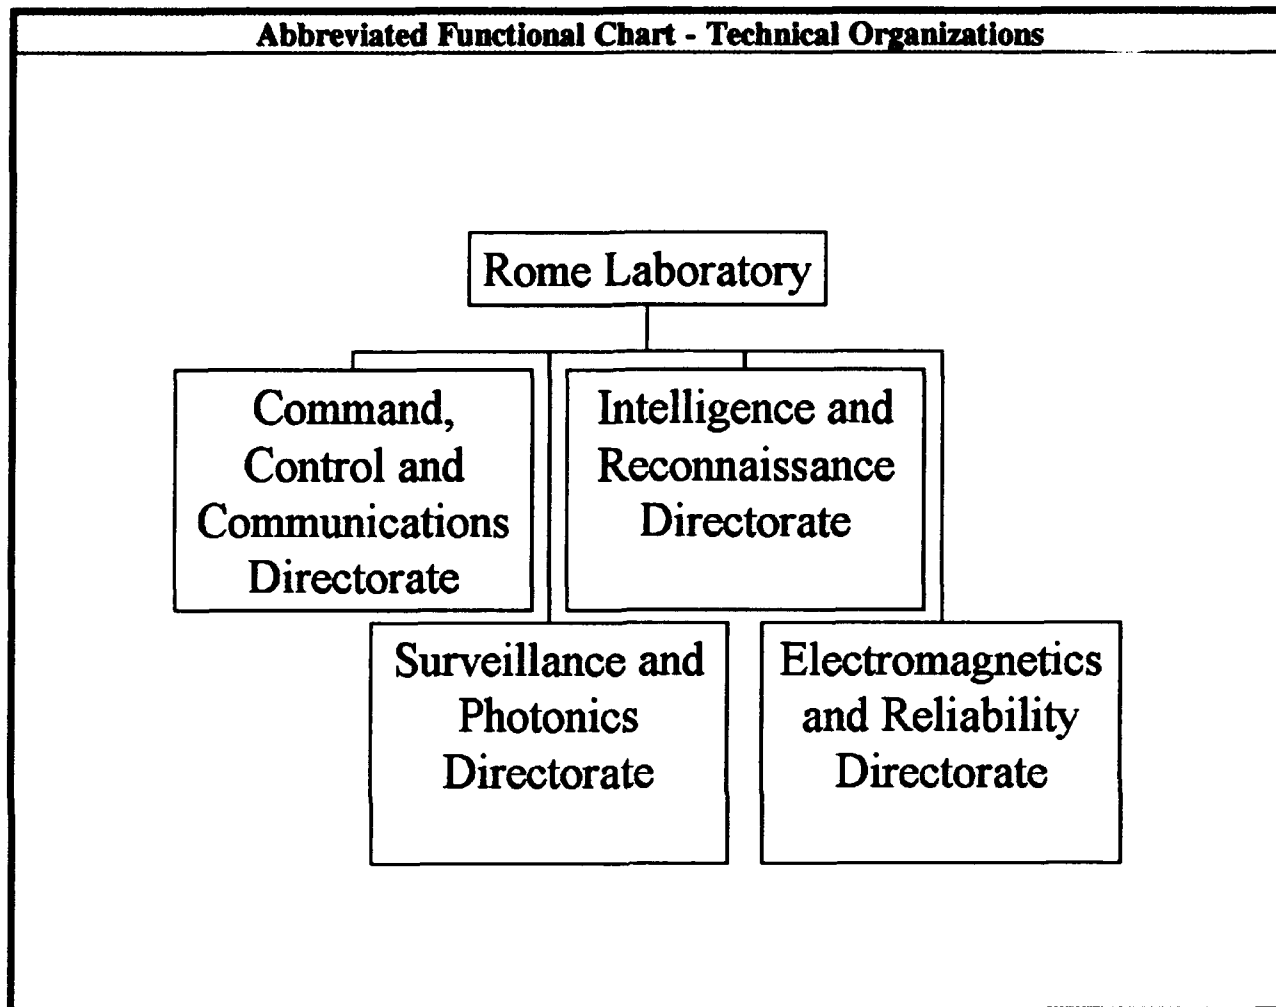 Abbreviated Functional Chart - Technical Organizations
Rome Laboratory
Command,
Control and
Communications
Directorate
Intelligence and
Reconnaissance
Directorate
Surveillance and
Photonics
Directorate
Electromagnetics
and Reliability
Directorate